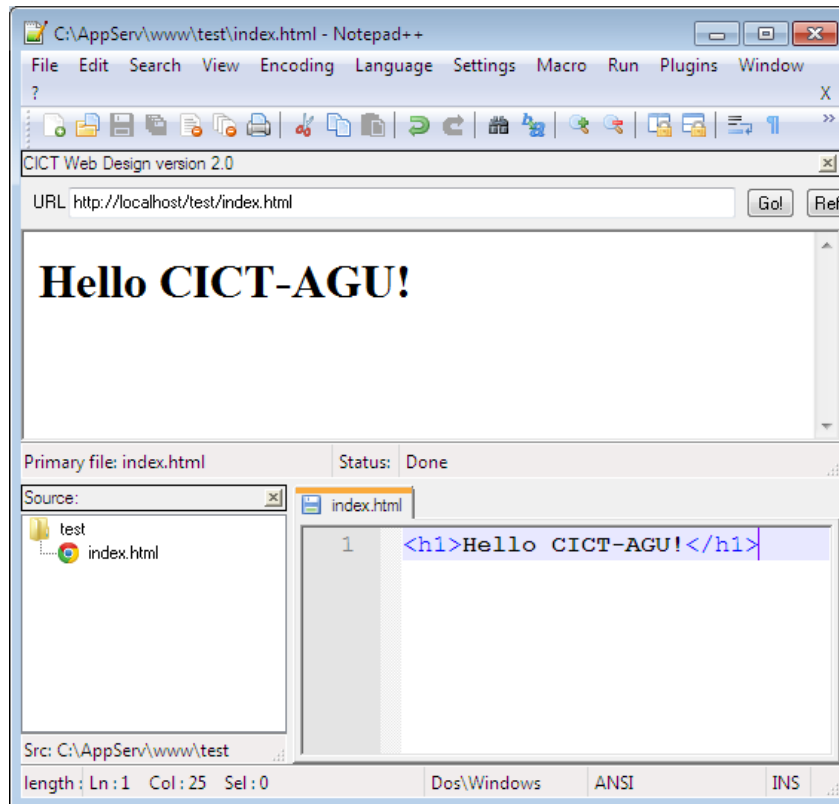 C:\AppServ\www\test\index.html - Notepad++
File Edit Search View Encoding Language Settings Macro Run Plugins Window
? X
CICT Web Design version 2.0
URL http://localhost/test/index.html Go! Ref
Hello CICT-AGU!
Primary file: index.html Status: Done
Source: index.html
test
index.html
1 <h1>Hello CICT-AGU!</h1>
Src: C:\AppServ\www\test
length : Ln : 1 Col : 25 Sel : 0 Dos\Windows ANSI INS